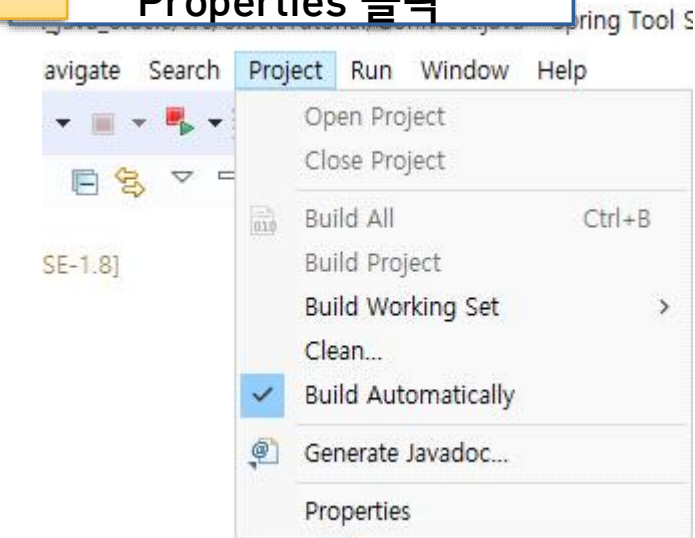 Properties 클릭
pring Tool S
avigate Search Project Run Window Help
Open Project
Close Project
Build All Ctrl+B
SE-1.8] Build Project
Build Working Set >
Clean...
Build Automatically
Generate Javadoc...
Properties